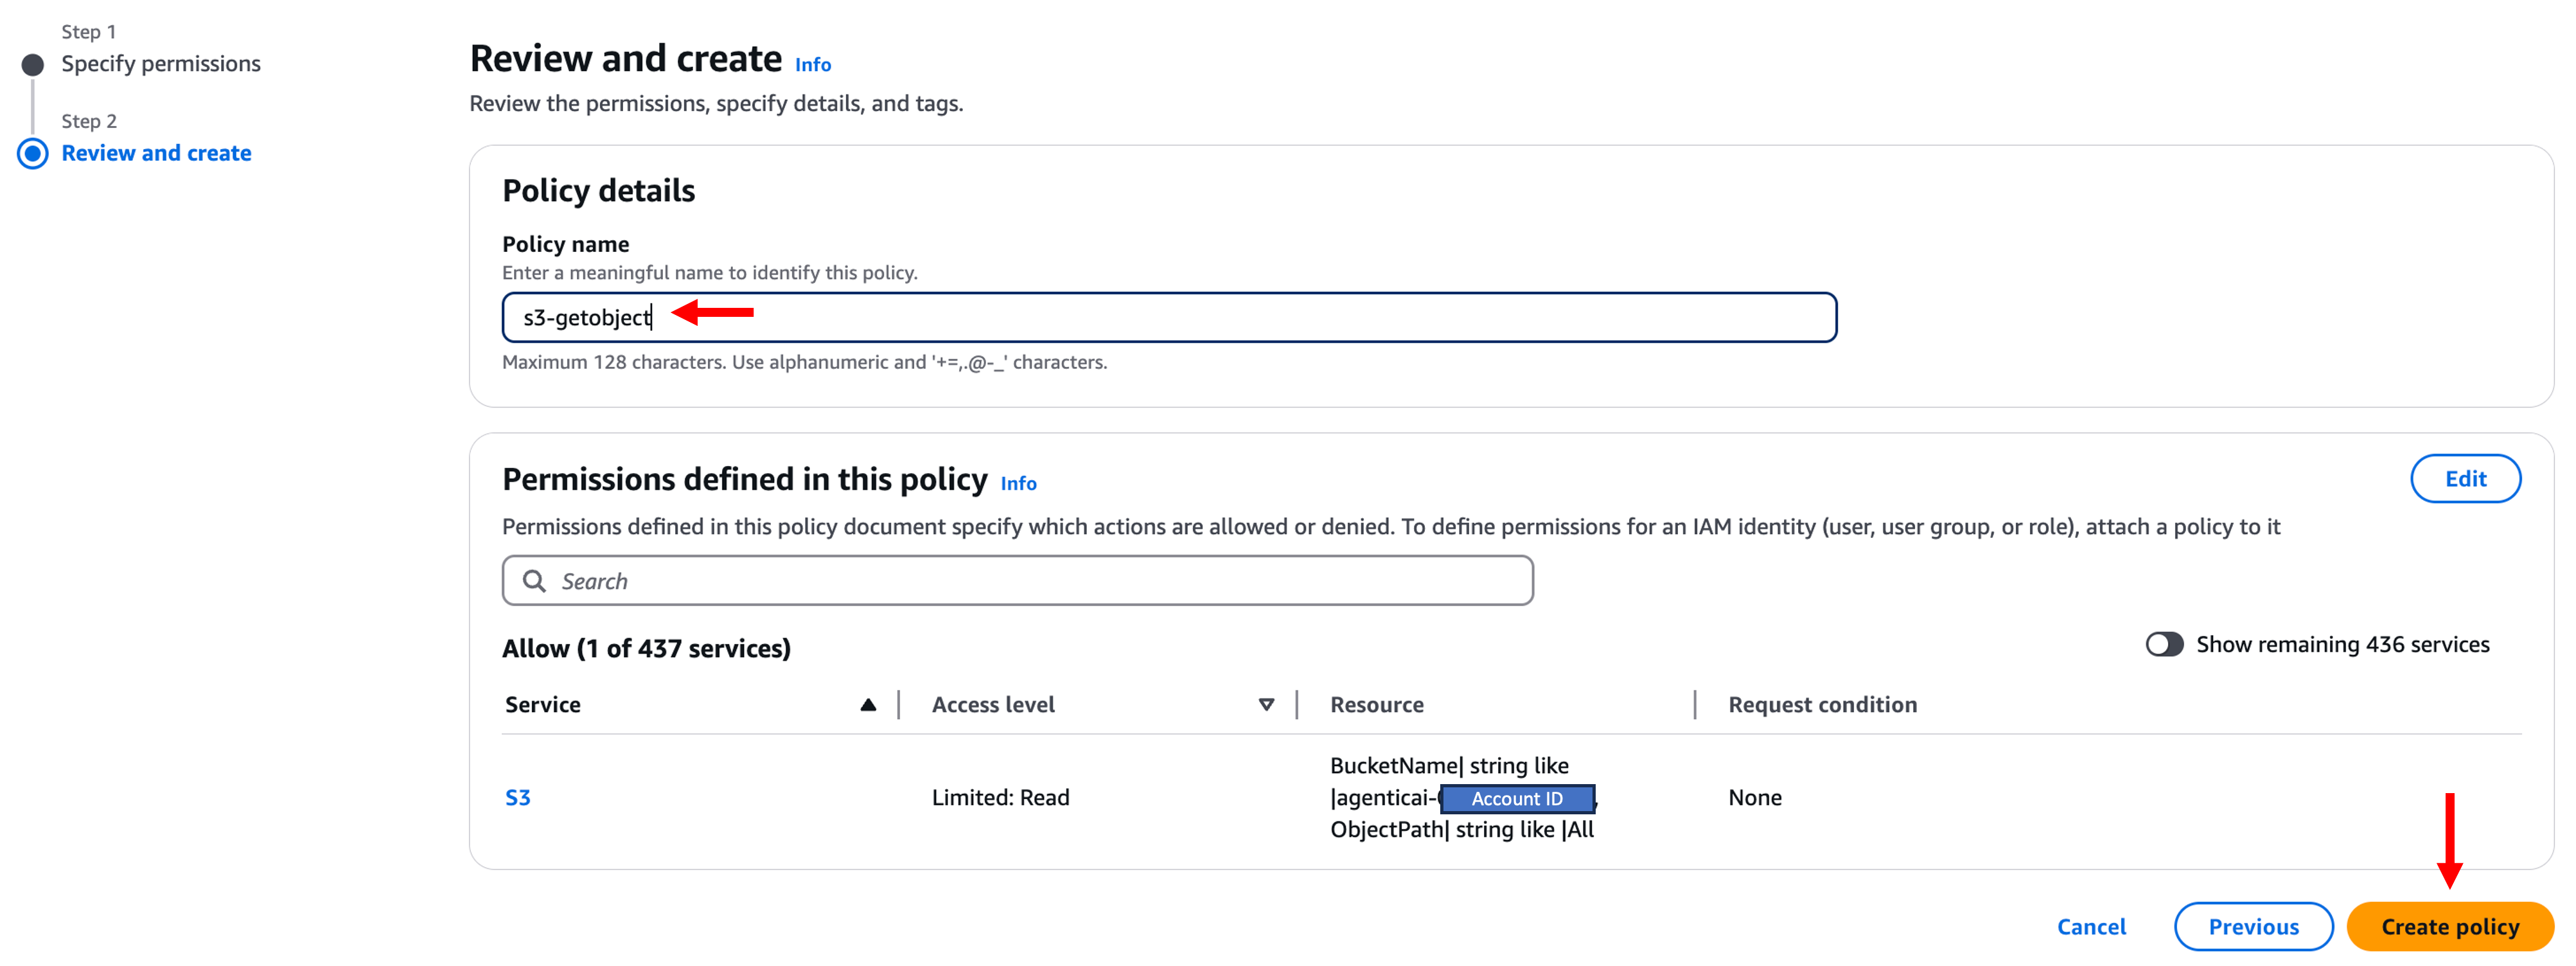 Step 1
Specify permissions
Step 2
Review and create
Review and create Info
Review the permissions, specify details, and tags.
Policy details
Policy name
Enter a meaningful name to identify this policy.
s3-getobject
Maximum 128 characters. Use alphanumeric and '+=,.@-_' characters.
Permissions defined in this policy Info
Edit
Permissions defined in this policy document specify which actions are allowed or denied. To define permissions for an IAM identity (user, user group, or role), attach a policy to it
Search
Allow (1 of 437 services)
Show remaining 436 services
Service Access level Resource Request condition
BucketName| string like
S3 Limited: Read |agenticai- Account ID , None
ObjectPath| string like |All
Cancel Previous Create policy